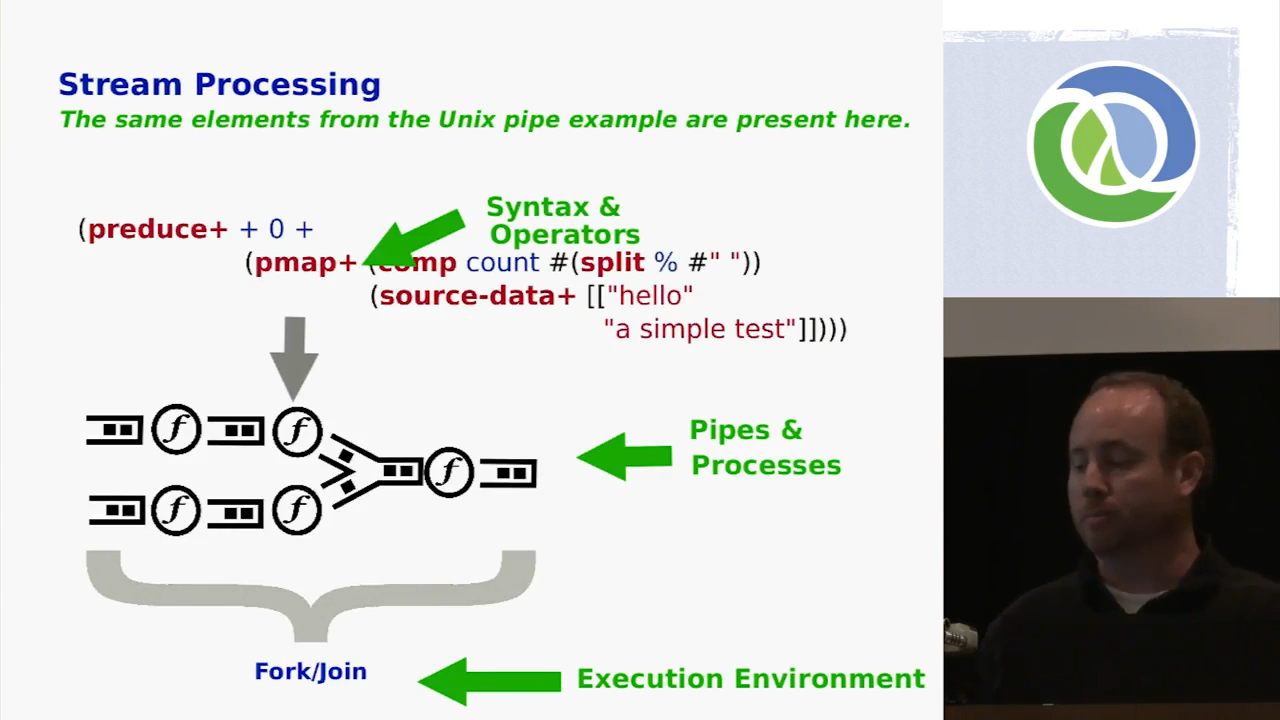 Stream Processing
The same elements from the Unix pipe example are present here.
Syntax &
Operators
(preduce+ + 0 +
(pmap+ (comp count #(split % #" "))
(source-data+ [["hello"
"a simple test"]])))
f f
f
f f
Pipes &
Processes
Fork/Join
Execution Environment